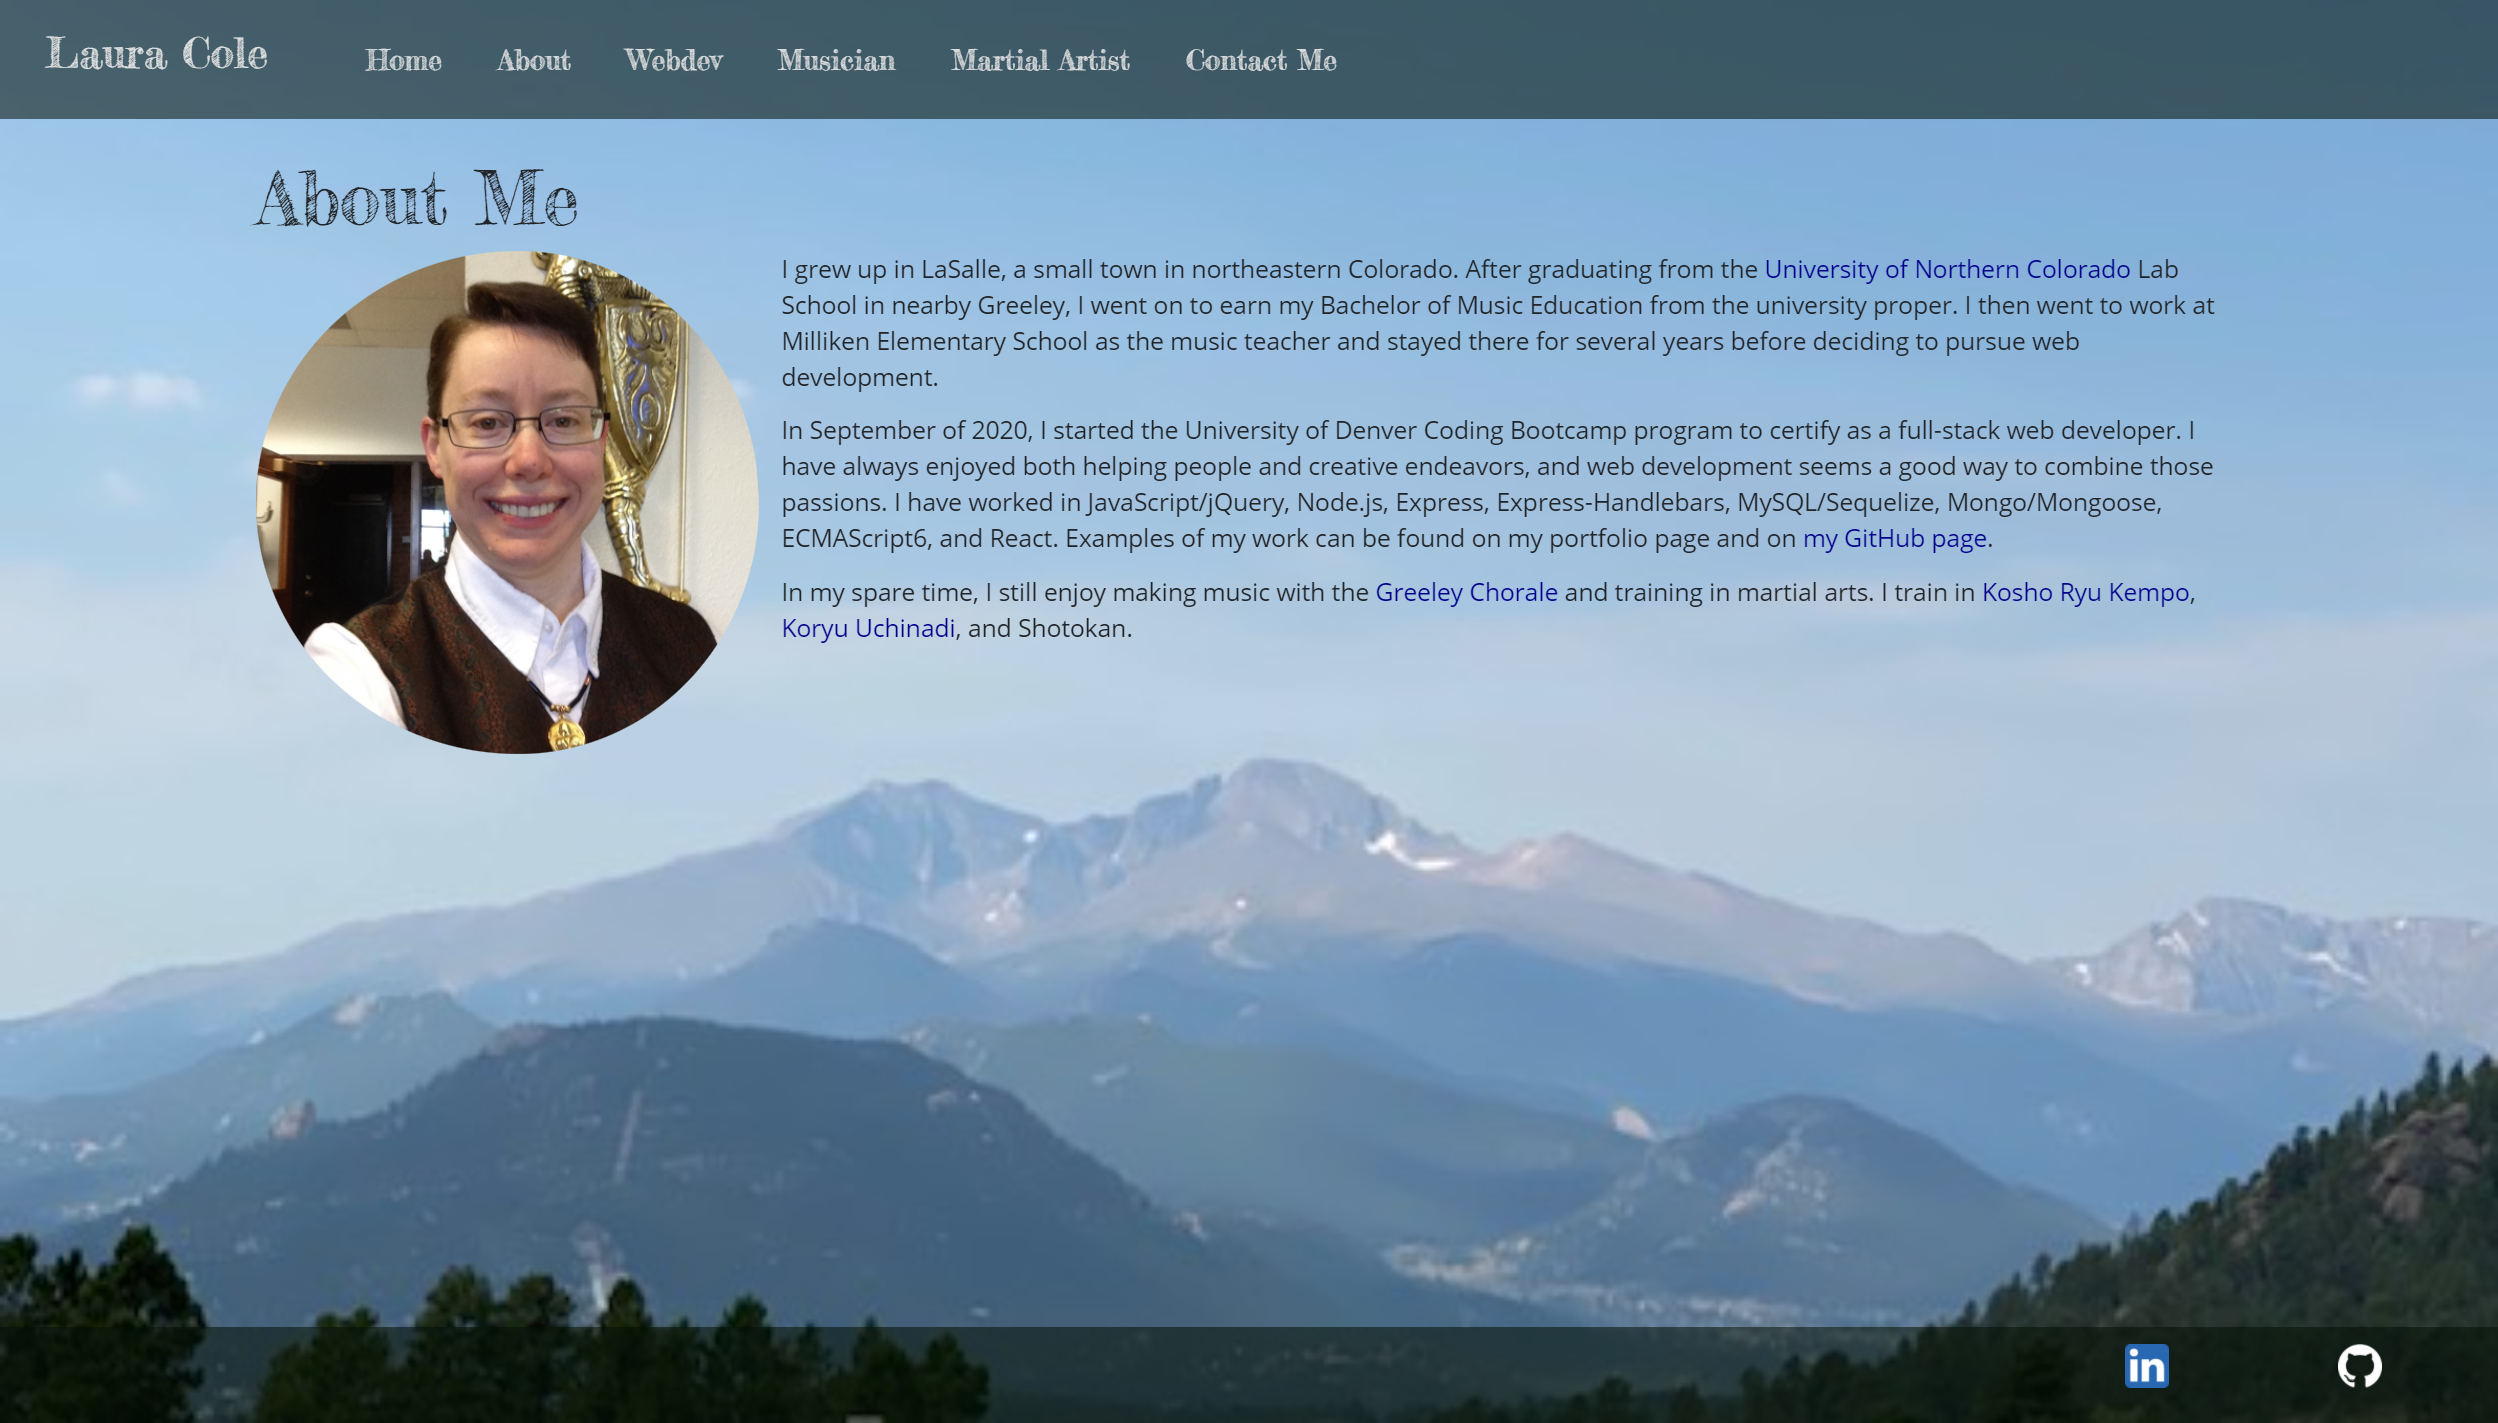 Laura Cole
Home About Webdev Musician Martial Artist Contact Me
About Me
I grew up in LaSalle, a small town in northeastern Colorado. After graduating from the University of Northern Colorado Lab
School in nearby Greeley, I went on to earn my Bachelor of Music Education from the university proper. I then went to work at
Milliken Elementary School as the music teacher and stayed there for several years before deciding to pursue web
development.
In September of 2020, I started the University of Denver Coding Bootcamp program to certify as a full-stack web developer. I
have always enjoyed both helping people and creative endeavors, and web development seems a good way to combine those
passions. I have worked in JavaScript/jQuery, Node.js, Express, Express-Handlebars, MySQL/Sequelize, Mongo/Mongoose,
ECMAScript6, and React. Examples of my work can be found on my portfolio page and on my GitHub page.
In my spare time, I still enjoy making music with the Greeley Chorale and training in martial arts. I train in Kosho Ryu Kempo,
Koryu Uchinadi, and Shotokan.
in